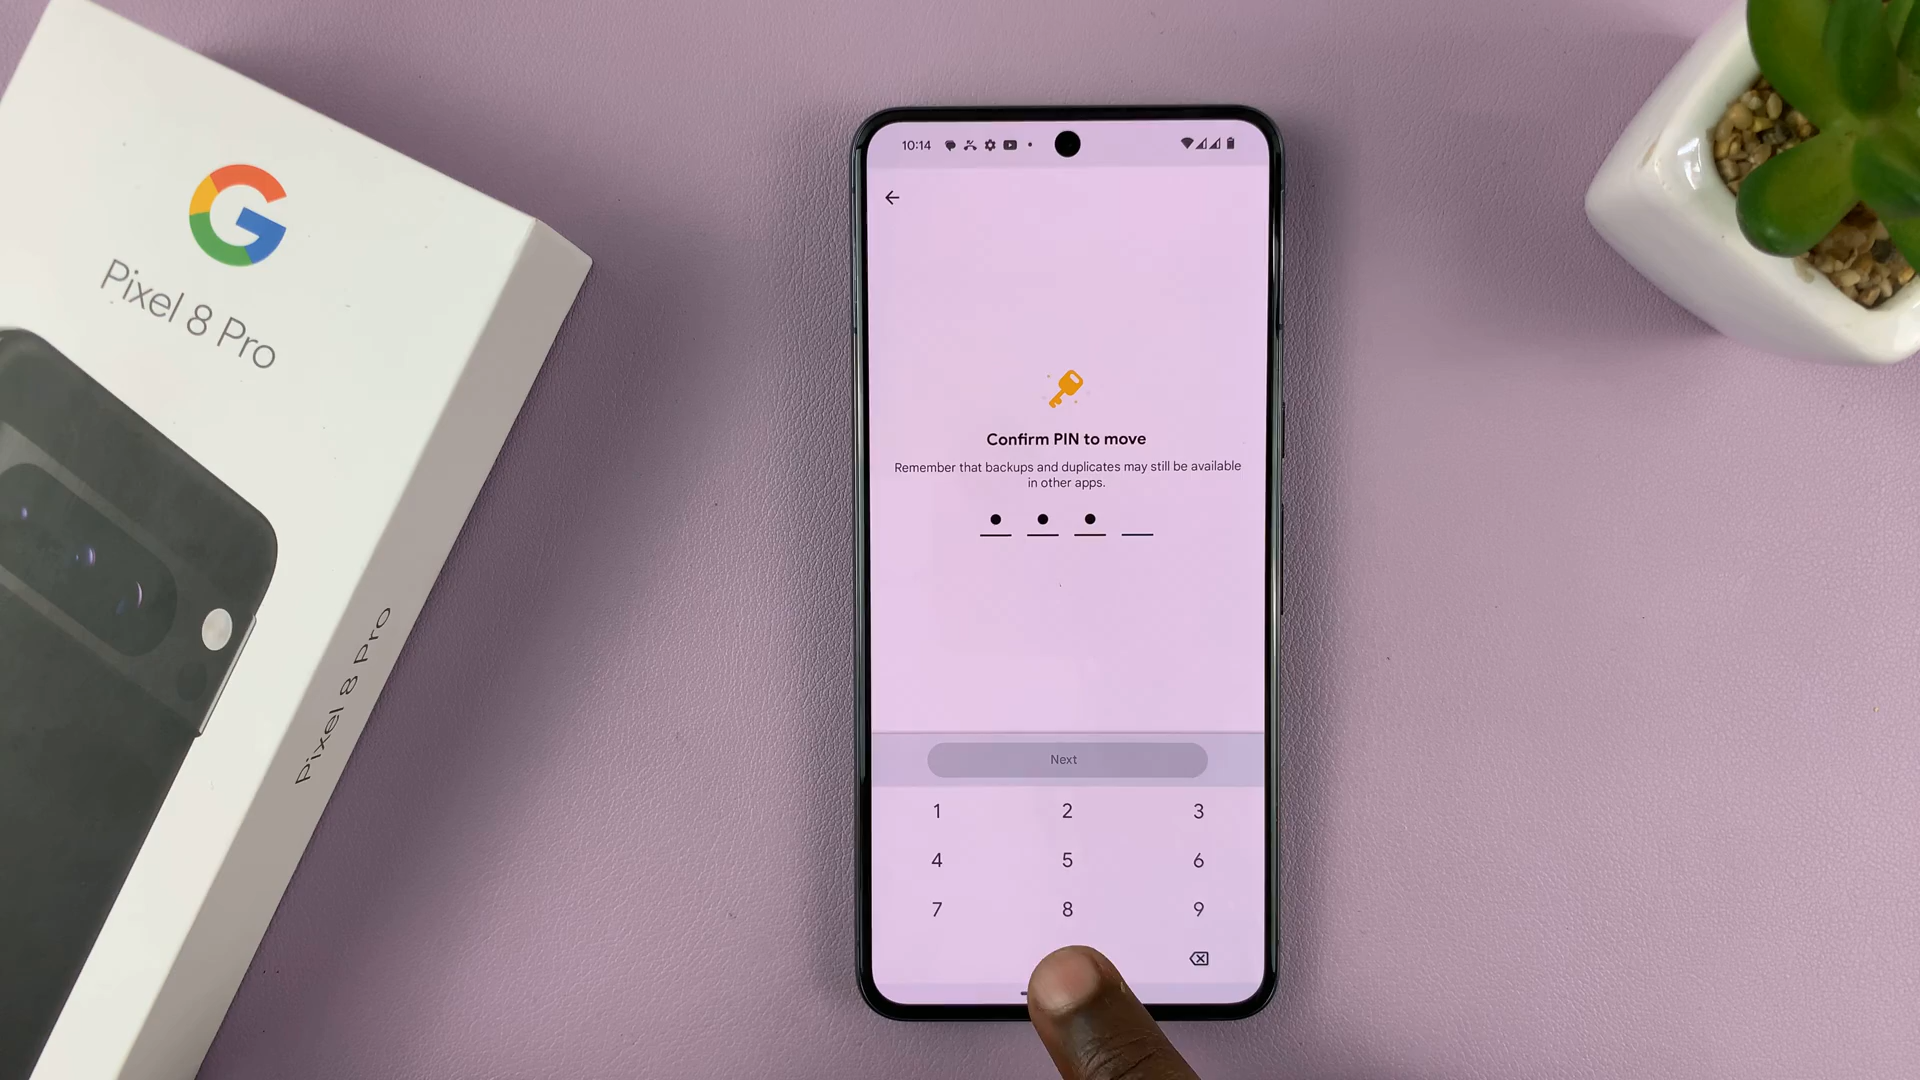 Pixel 8 Pro
Pixel 8 Pro
10:14
Confirm PIN to move
Remember that backups and duplicates may still be available
in other apps.
Next
1 2 3
4 5 6
7 8 9